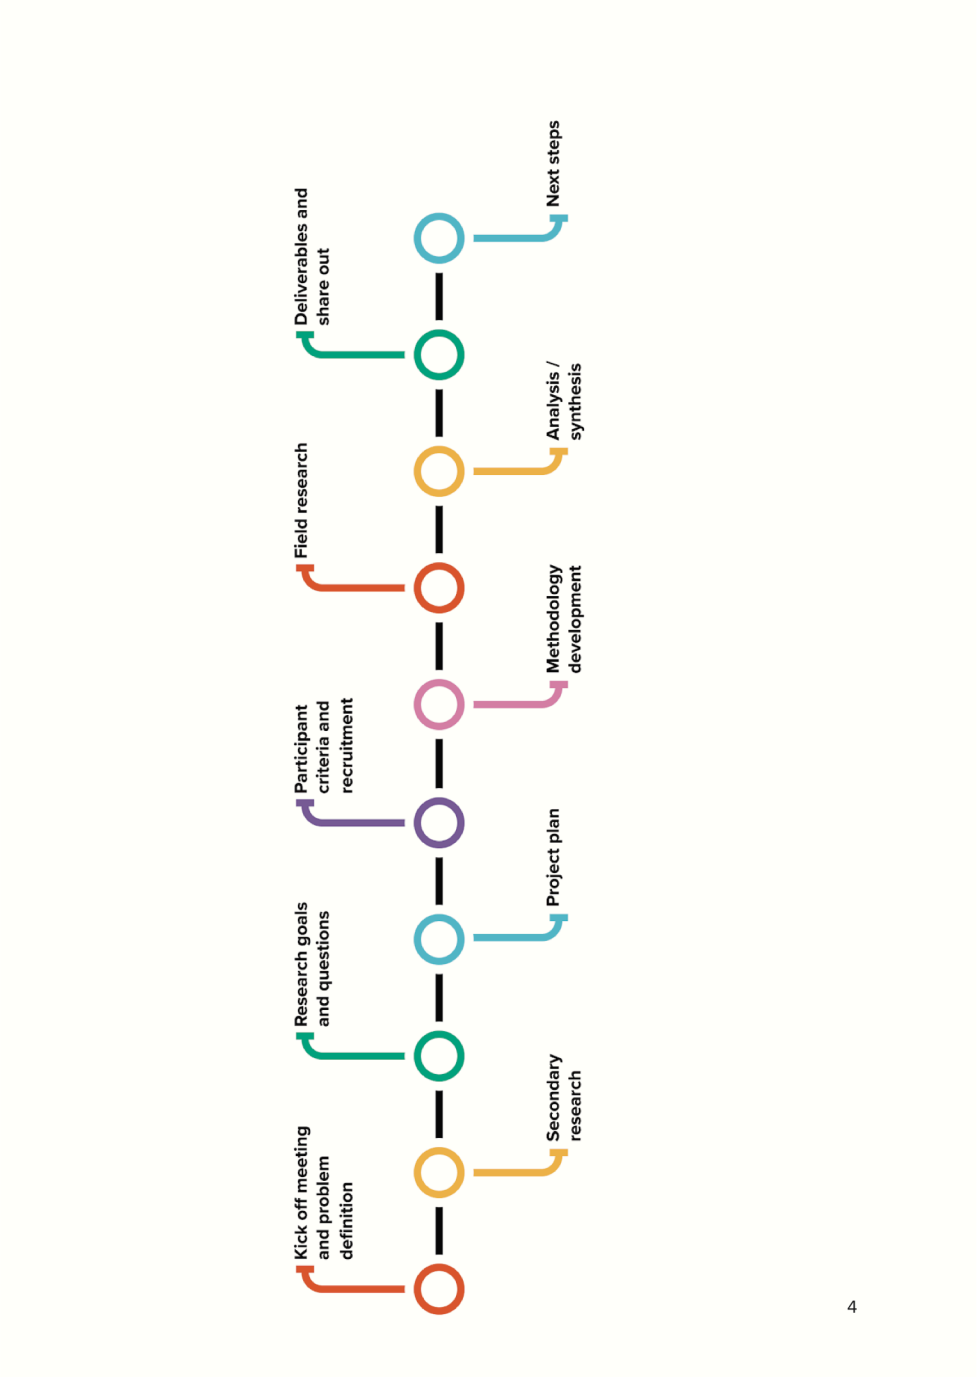 Kick off meeting
and problem
definition
Secondary
research
Research goals
and questions
Project plan
Participant
criteria and
recruitment
Methodology
development
Field research
Analysis /
synthesis
Deliverables and
share out
Next steps
4